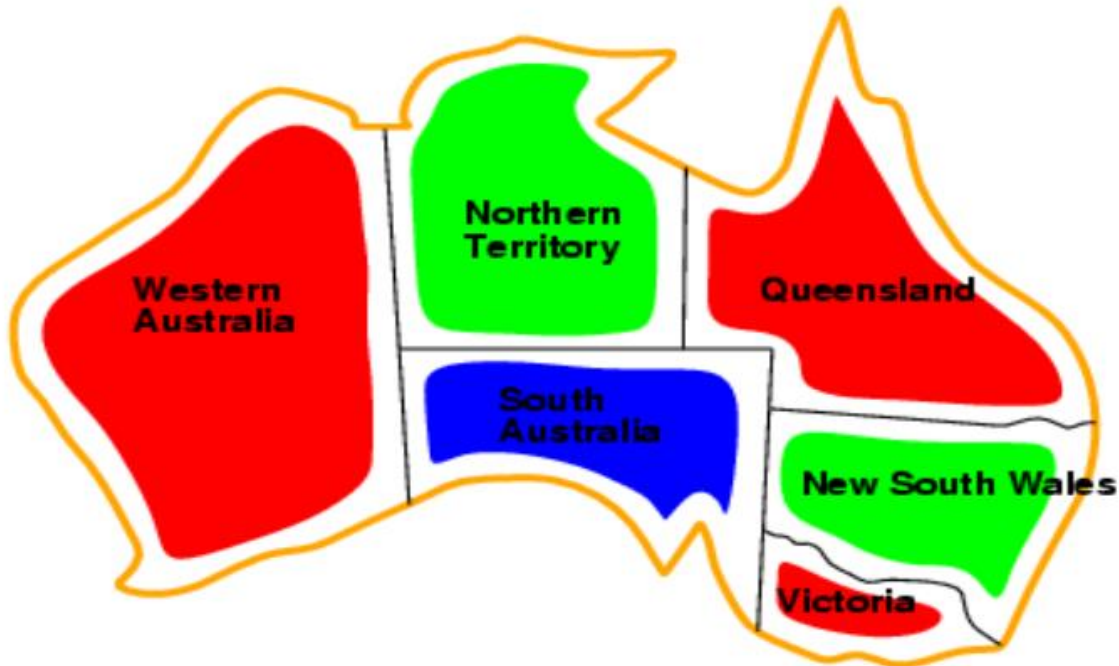 Northern
Territory
Western
Australia
Queensland
South
Australia
New South Wales
Victoria